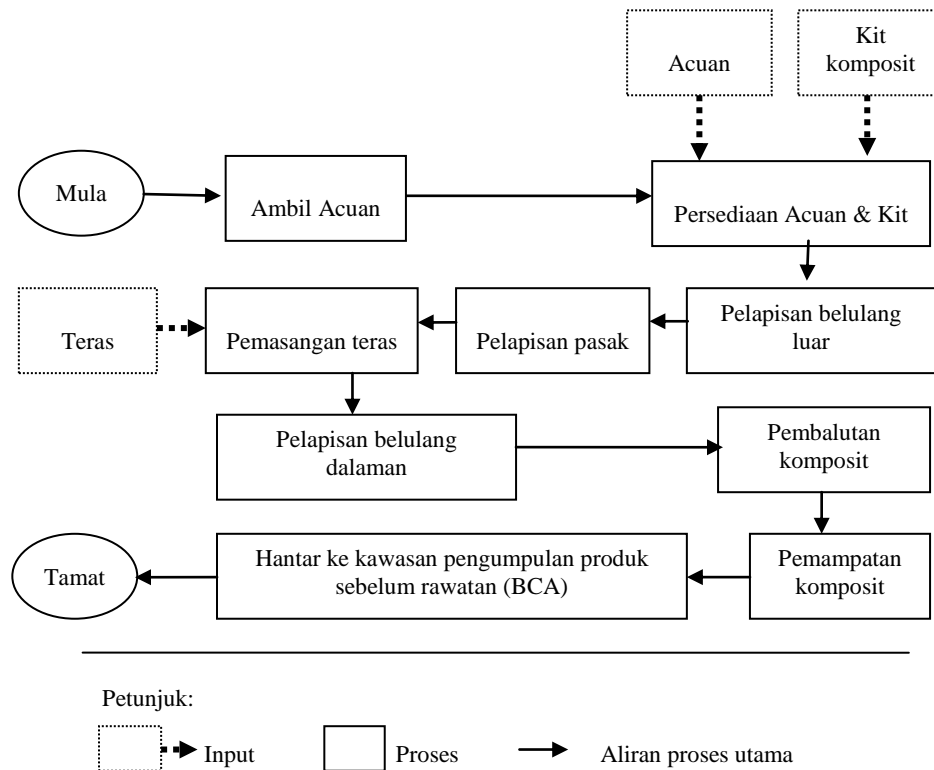 Acuan
Kit
komposit
Mula
Ambil Acuan
Persediaan Acuan & Kit
Teras
Pemasangan teras
Pelapisan pasak
Pelapisan belulang
luar
Pelapisan belulang
dalaman
Pembalutan
komposit
Tamat
Hantar ke kawasan pengumpulan produk
sebelum rawatan (BCA)
Pemampatan
komposit
Petunjuk:
Input
Proses
Aliran proses utama